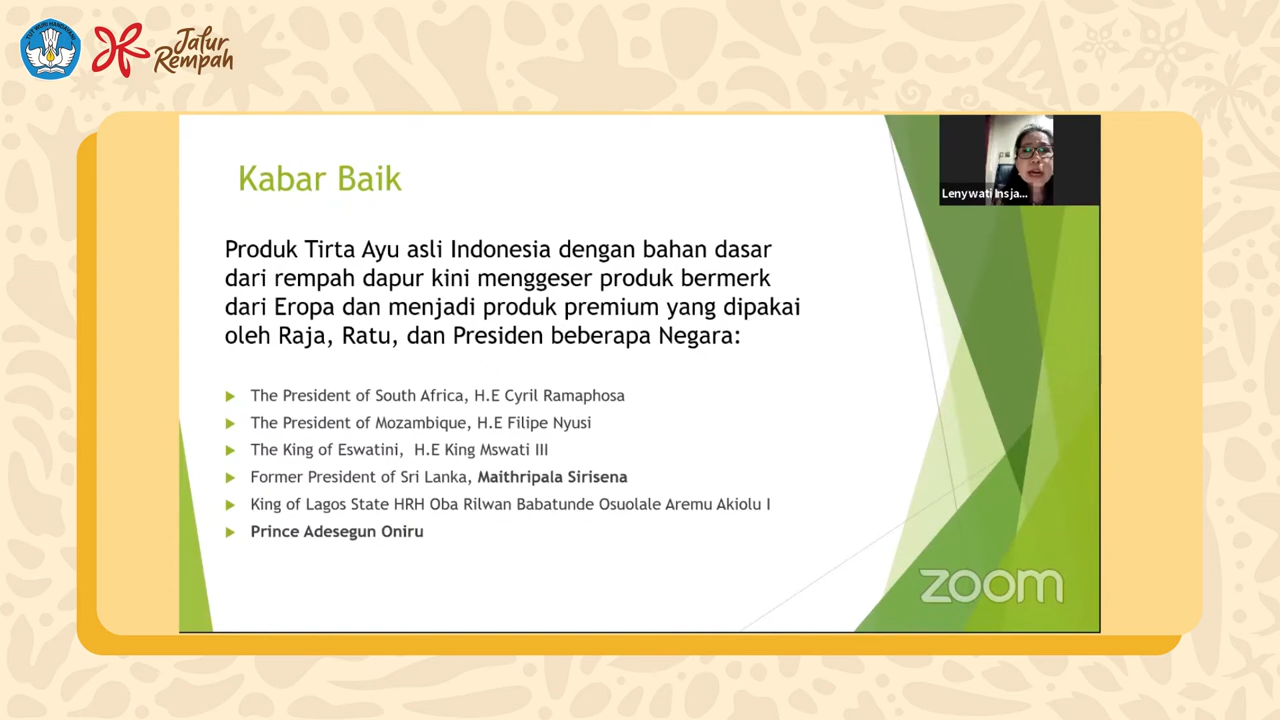 TUT WURI HANDAYANI
Jalur
Rempah
Kabar Baik
Lenywati Insja...
Produk Tirta Ayu asli Indonesia dengan bahan dasar
dari rempah dapur kini menggeser produk bermerk
dari Eropa dan menjadi produk premium yang dipakai
oleh Raja, Ratu, dan Presiden beberapa Negara:
The President of South Africa, H.E Cyril Ramaphosa
The President of Mozambique, H.E Filipe Nyusi
The King of Eswatini, H.E King Mswati III
Former President of Sri Lanka, Maithripala Sirisena
King of Lagos State HRH Oba Rilwan Babatunde Osuolale Aremu Akiolu I
Prince Adesegun Oniru
zoom